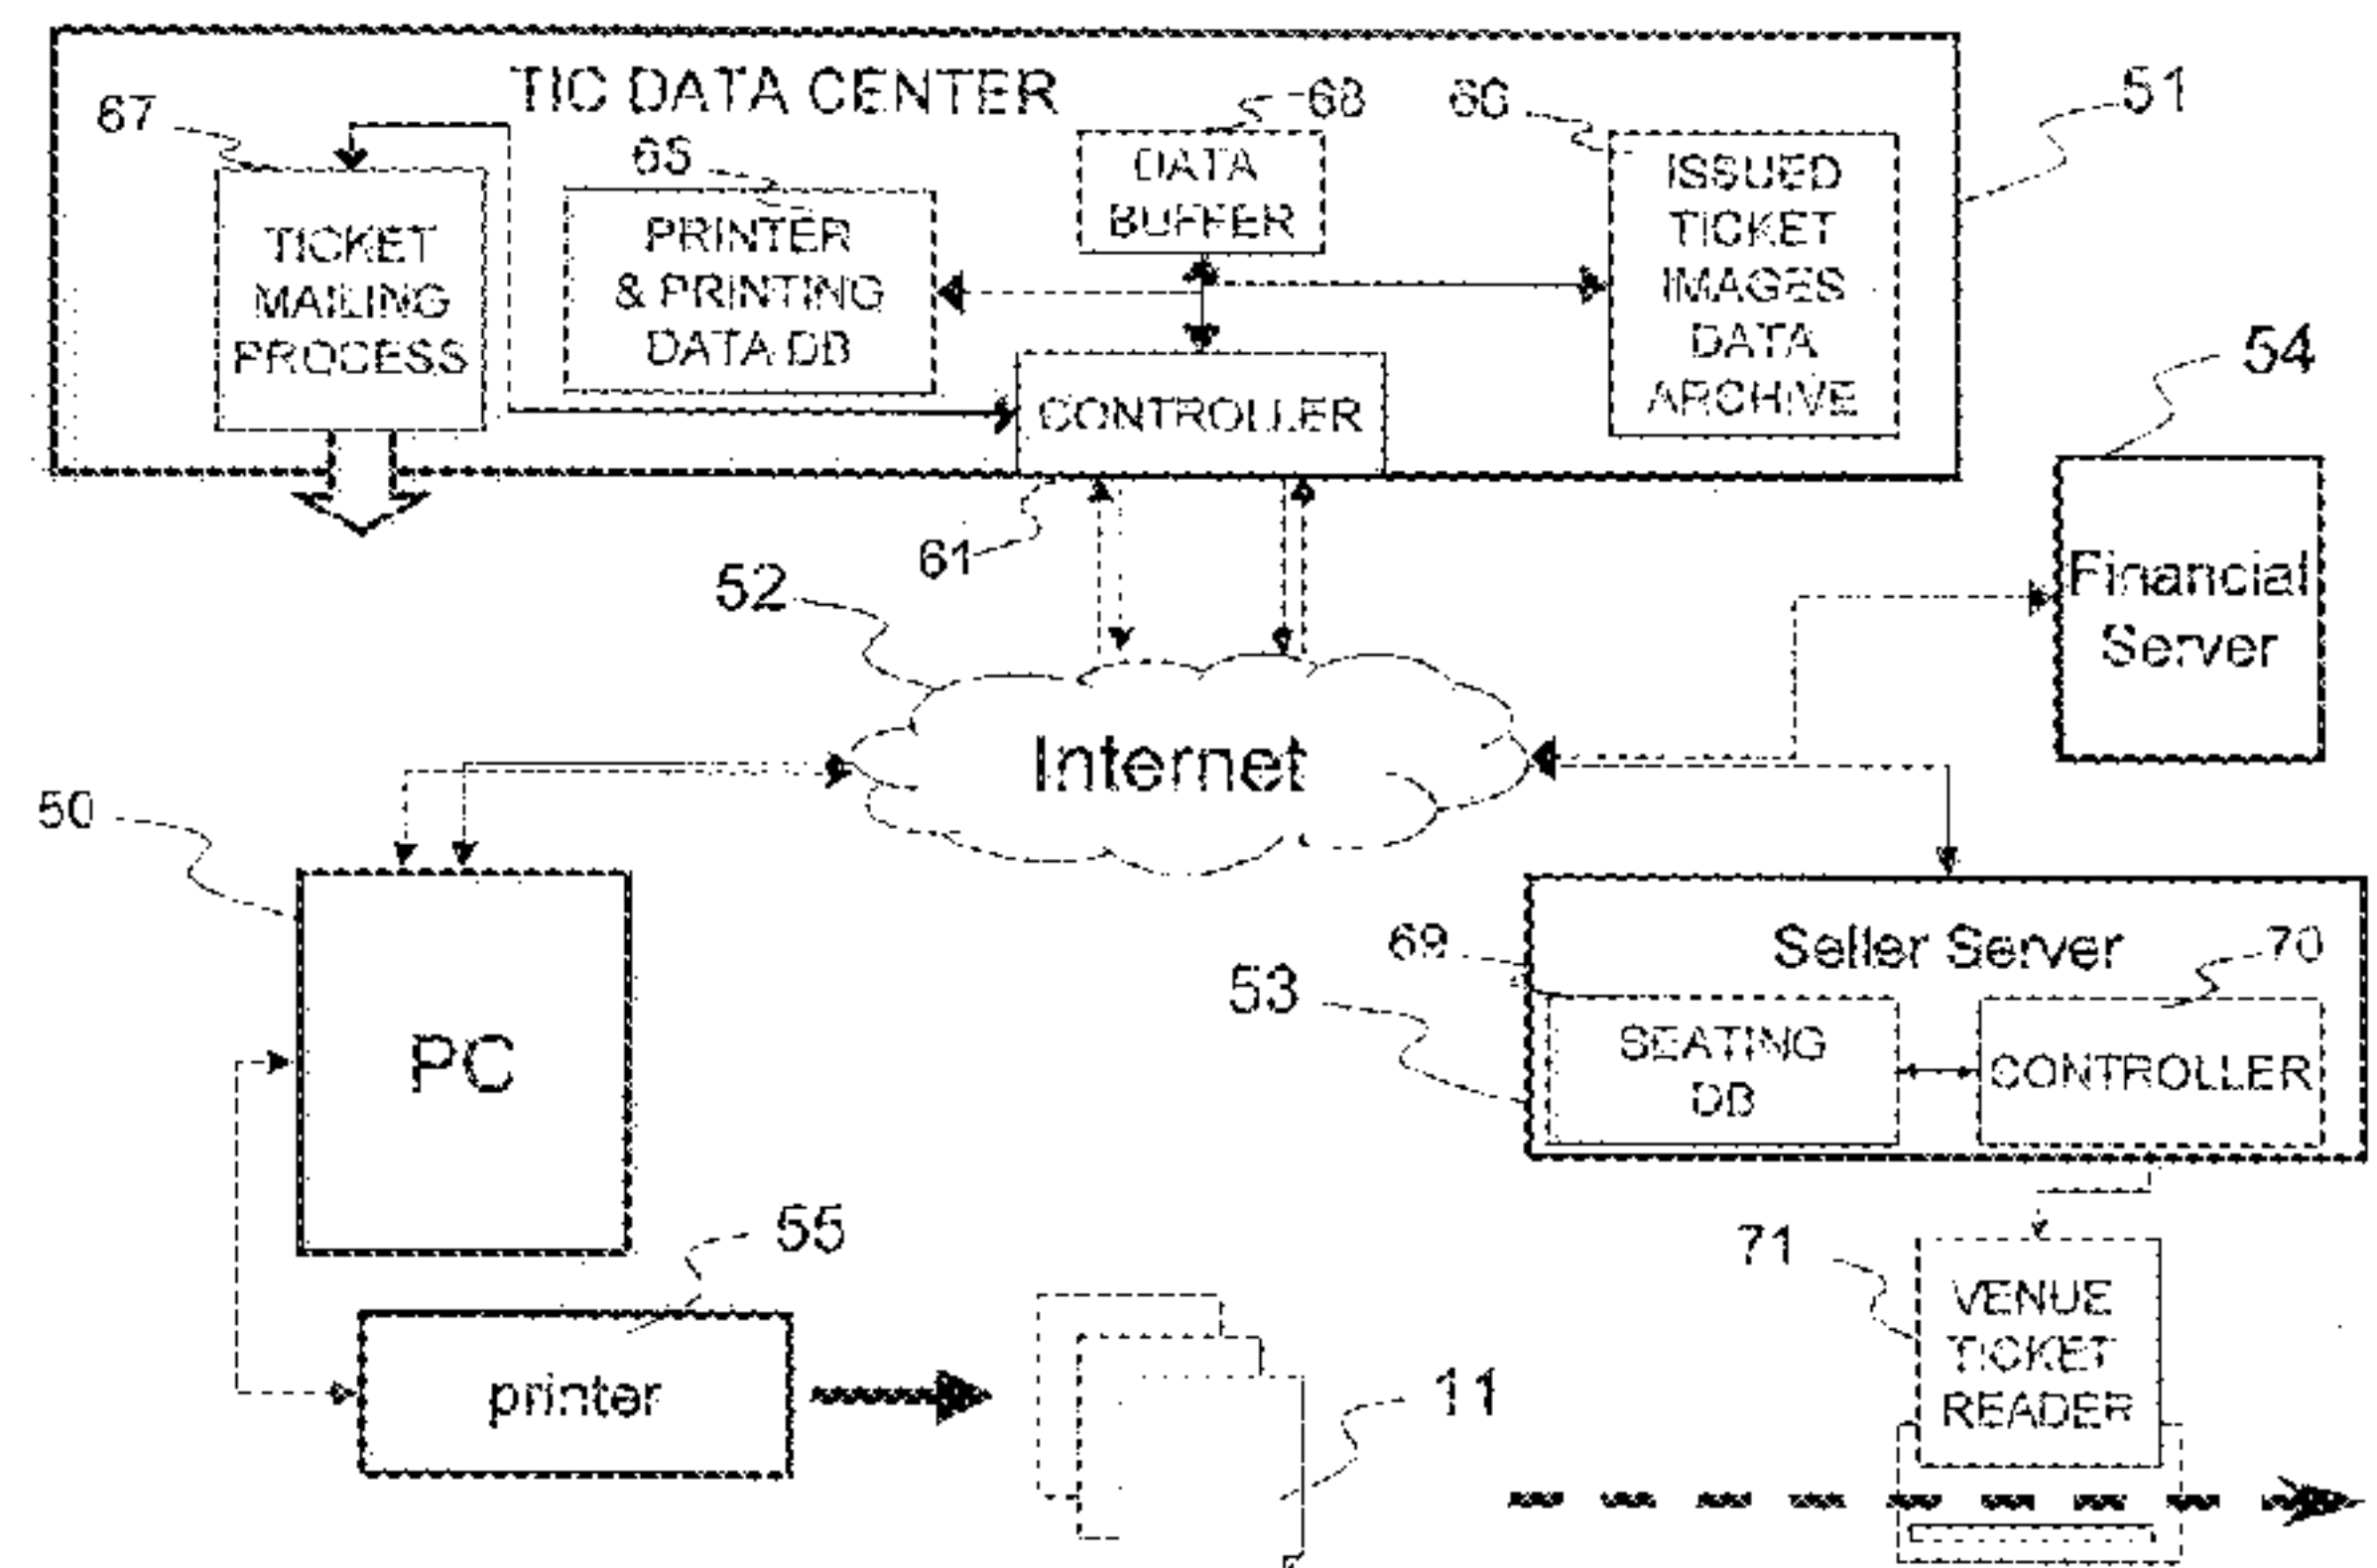 TIC DATA CENTER
67
65
68
66
51
TICKET
MAILING
PROCESS
PRINTER
& PRINTING
DATA DB
DATA
BUFFER
ISSUED
TICKET
IMAGES
DATA
ARCHIVE
CONTROLLER
54
61
52
Financial
Server
Internet
50
PC
69
53
Seller Server
70
SEATING
DB
CONTROLLER
55
printer
11
71
VENUE
TICKET
READER